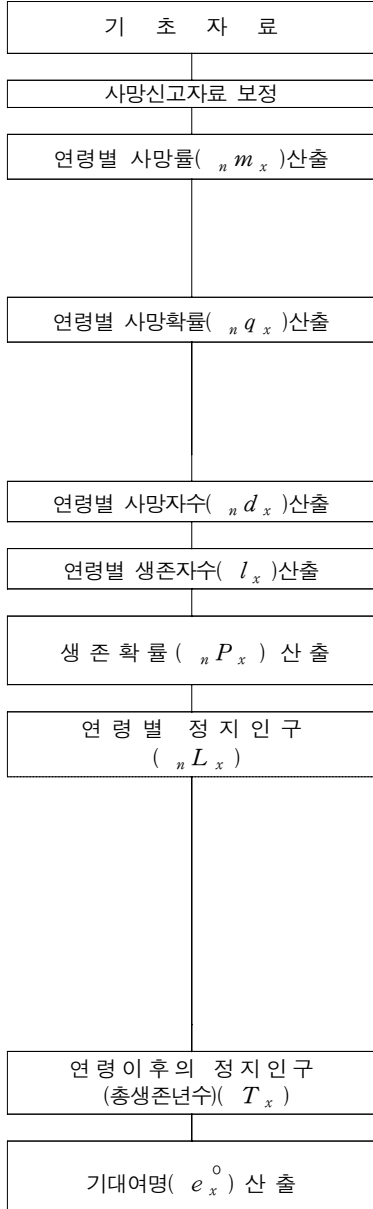 기 초 자 료
사망신고자료 보정
연령별 사망률( ₙmₓ )산출
연령별 사망확률( ₙqₓ )산출
연령별 사망자수( ₙdₓ )산출
연령별 생존자수( lₓ )산출
생 존 확 률 ( ₙPₓ ) 산 출
연 령 별 정 지 인 구
( ₙLₓ )
연 령 이 후 의 정 지 인 구
(총생존년수)( Tₓ )
기대여명( e̊ₓ ) 산 출